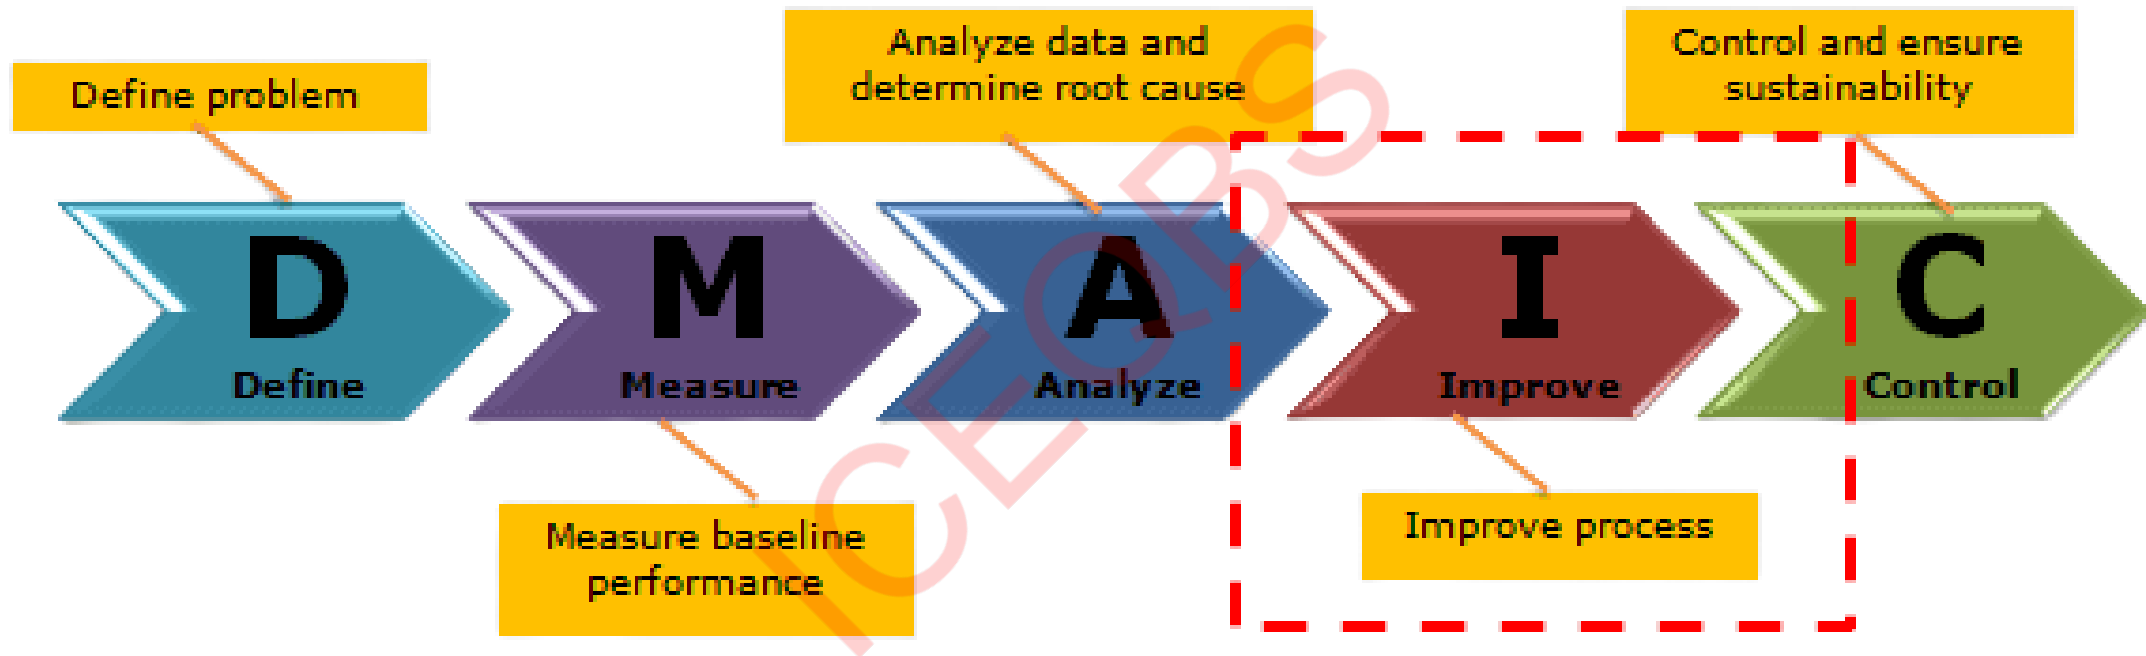 Define problem
Analyze data and
determine root cause
Control and ensure
sustainability
D
Define
M
Measure
A
Analyze
I
Improve
C
Control
Measure baseline
performance
Improve process
ICEQBS